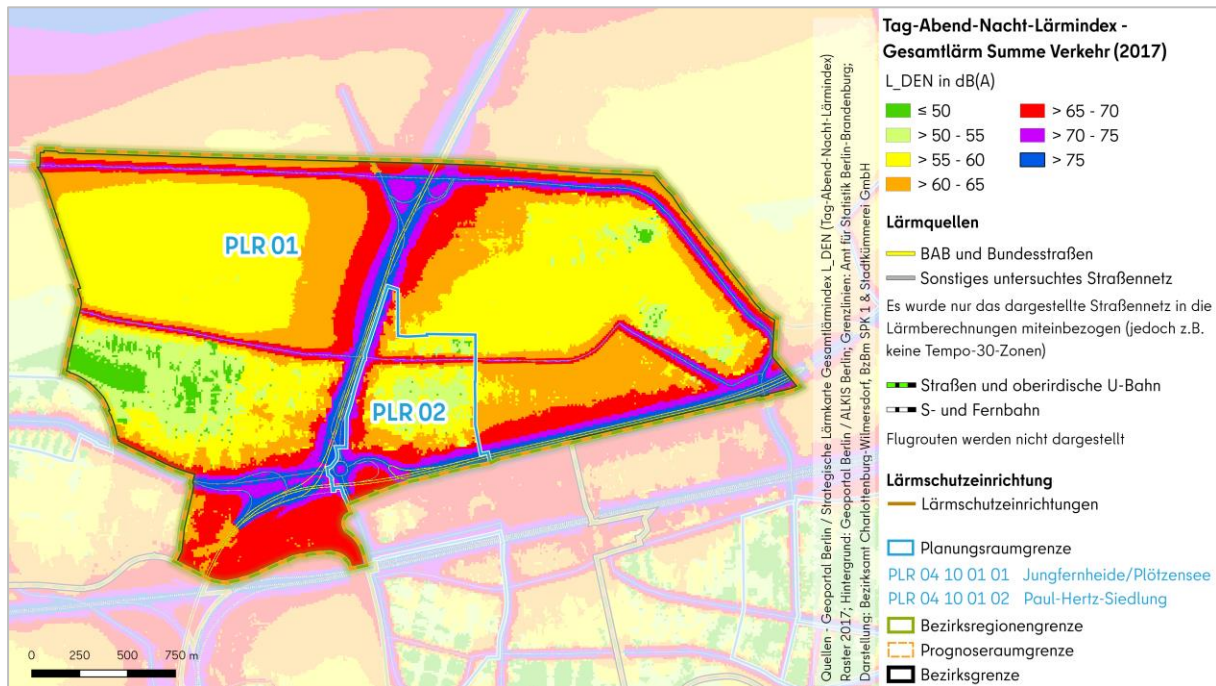 PLR 01
PLR 02
0 250 500 750 m
Quellen - Geoportal Berlin / Strategische Lärmkarte Gesamtlärmindex L_DEN (Tag-Abend-Nacht-Lärmindex)
Raster 2017; Hintergrund: Geoportal Berlin / ALKIS Berlin; Grenzlinien: Amt für Statistik Berlin-Brandenburg;
Darstellung: Bezirksamt Charlottenburg-Wilmersdorf, BzBm SPK 1 & Stadtkümmerei GmbH
Tag-Abend-Nacht-Lärmindex -
Gesamtlärm Summe Verkehr (2017)
L_DEN in dB(A)
≤ 50
> 50 - 55
> 55 - 60
> 60 - 65
> 65 - 70
> 70 - 75
> 75
Lärmquellen
BAB und Bundesstraßen
Sonstiges untersuchtes Straßennetz
Es wurde nur das dargestellte Straßennetz in die
Lärmberechnungen miteinbezogen (jedoch z.B.
keine Tempo-30-Zonen)
Straßen und oberirdische U-Bahn
S- und Fernbahn
Flugrouten werden nicht dargestellt
Lärmschutzeinrichtung
Lärmschutzeinrichtungen
Planungsraumgrenze
PLR 04 10 01 01 Jungfernheide/Plötzensee
PLR 04 10 01 02 Paul-Hertz-Siedlung
Bezirksregionengrenze
Prognoseraumgrenze
Bezirksgrenze